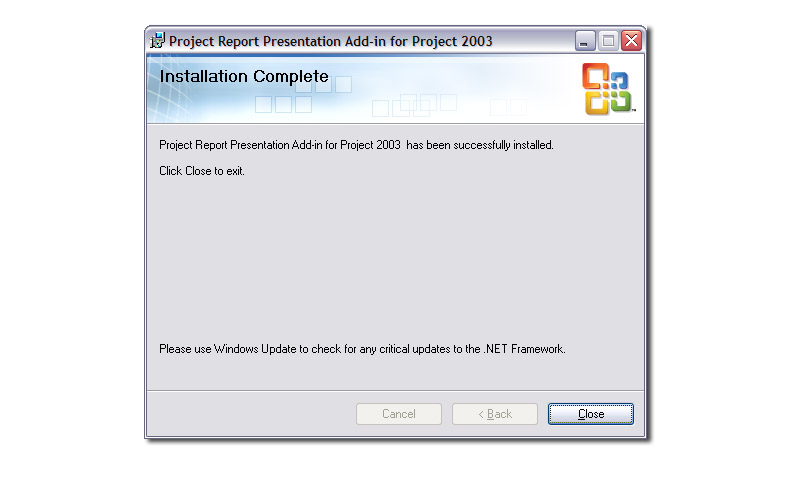 Project Report Presentation Add-in for Project 2003
Installation Complete
TM
Project Report Presentation Add-in for Project 2003  has been successfully installed.
Click Close to exit.
Please use Windows Update to check for any critical updates to the .NET Framework.
Cancel
< Back
Close